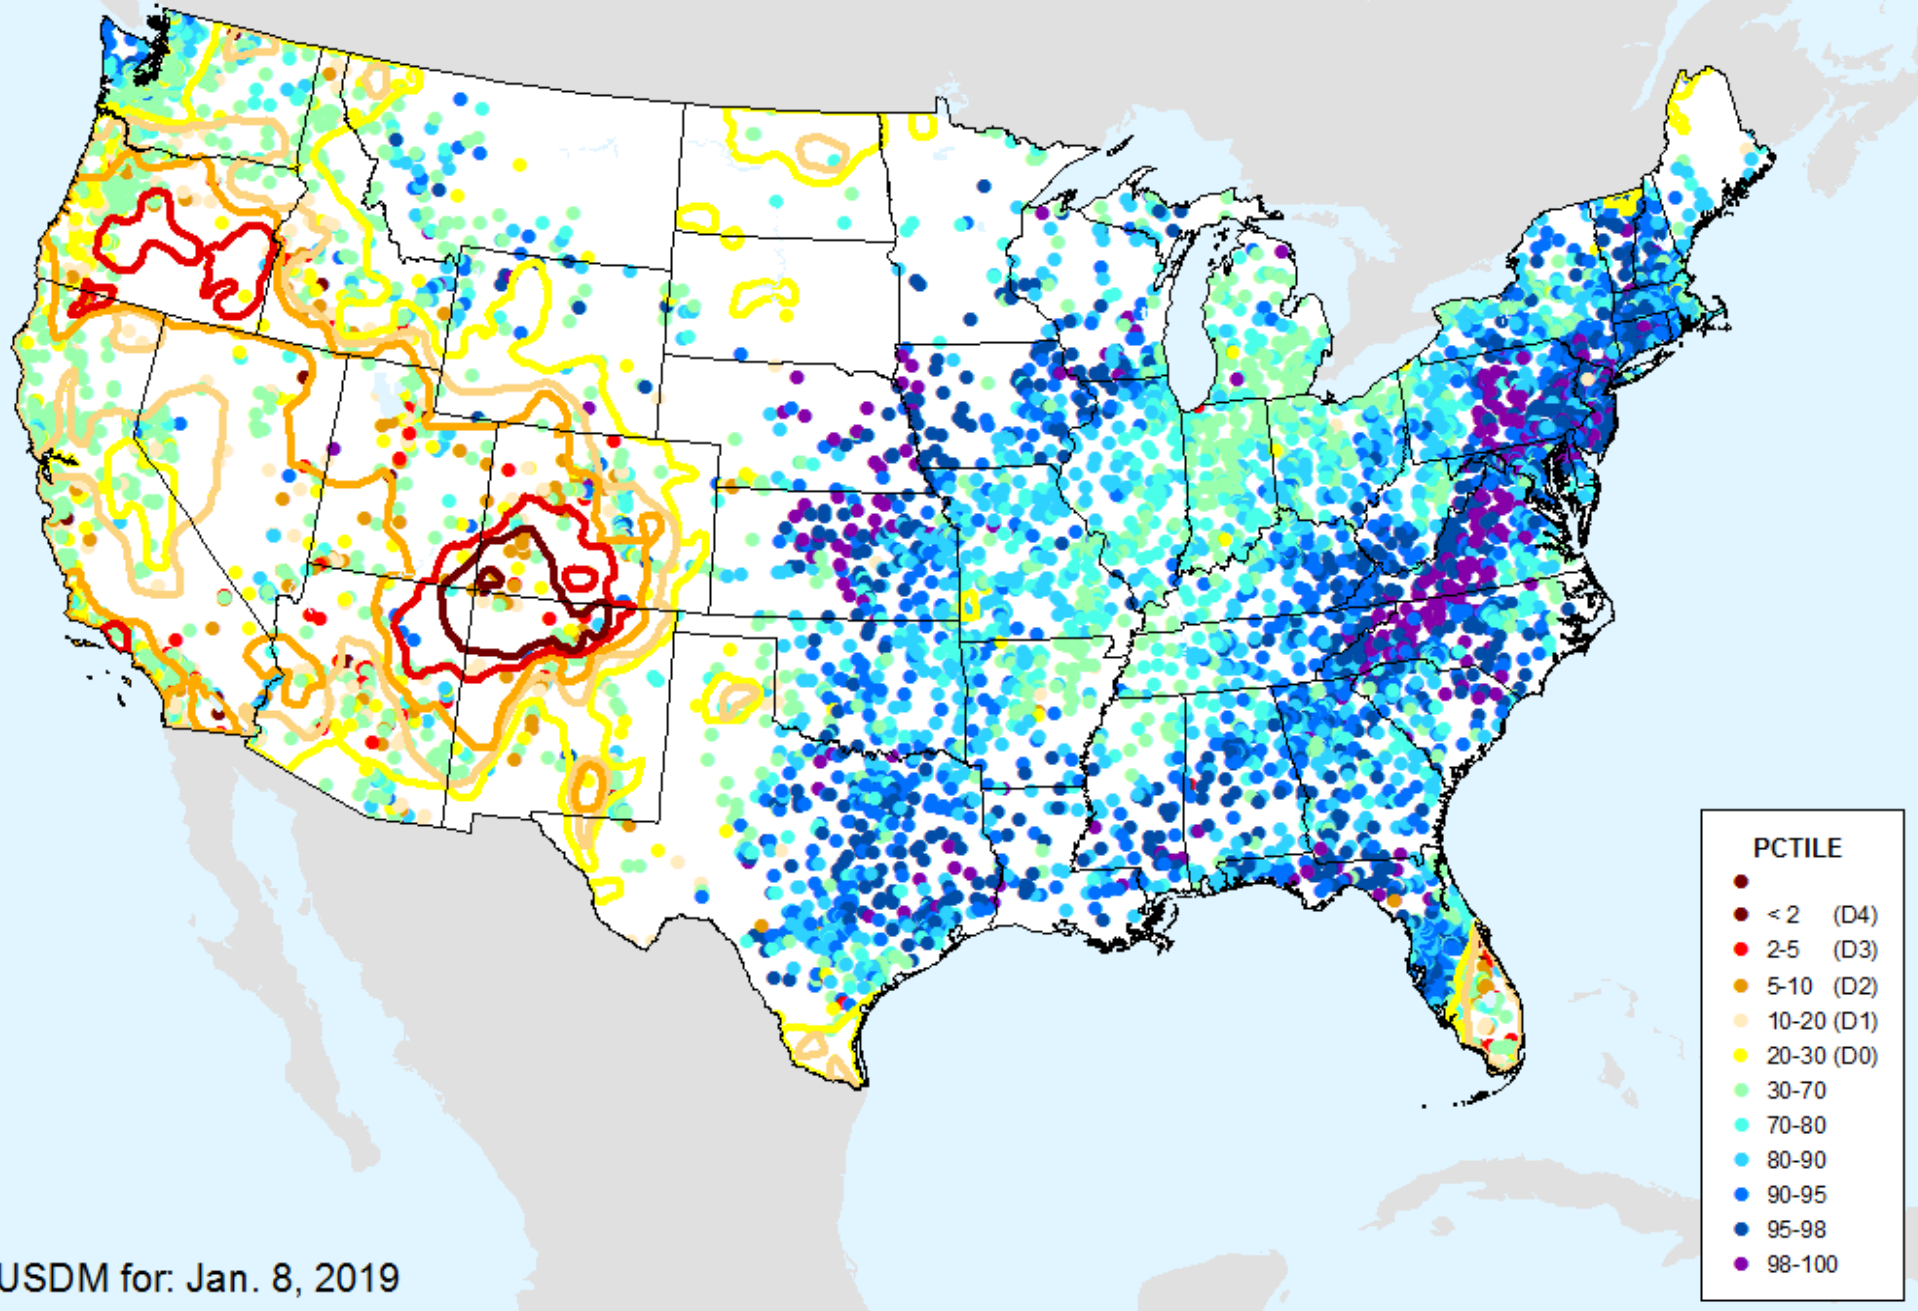 PCTILE
< 2 (D4)
2-5 (D3)
5-10 (D2)
10-20 (D1)
20-30 (D0)
30-70
70-80
80-90
90-95
95-98
98-100
USDM for: Jan. 8, 2019